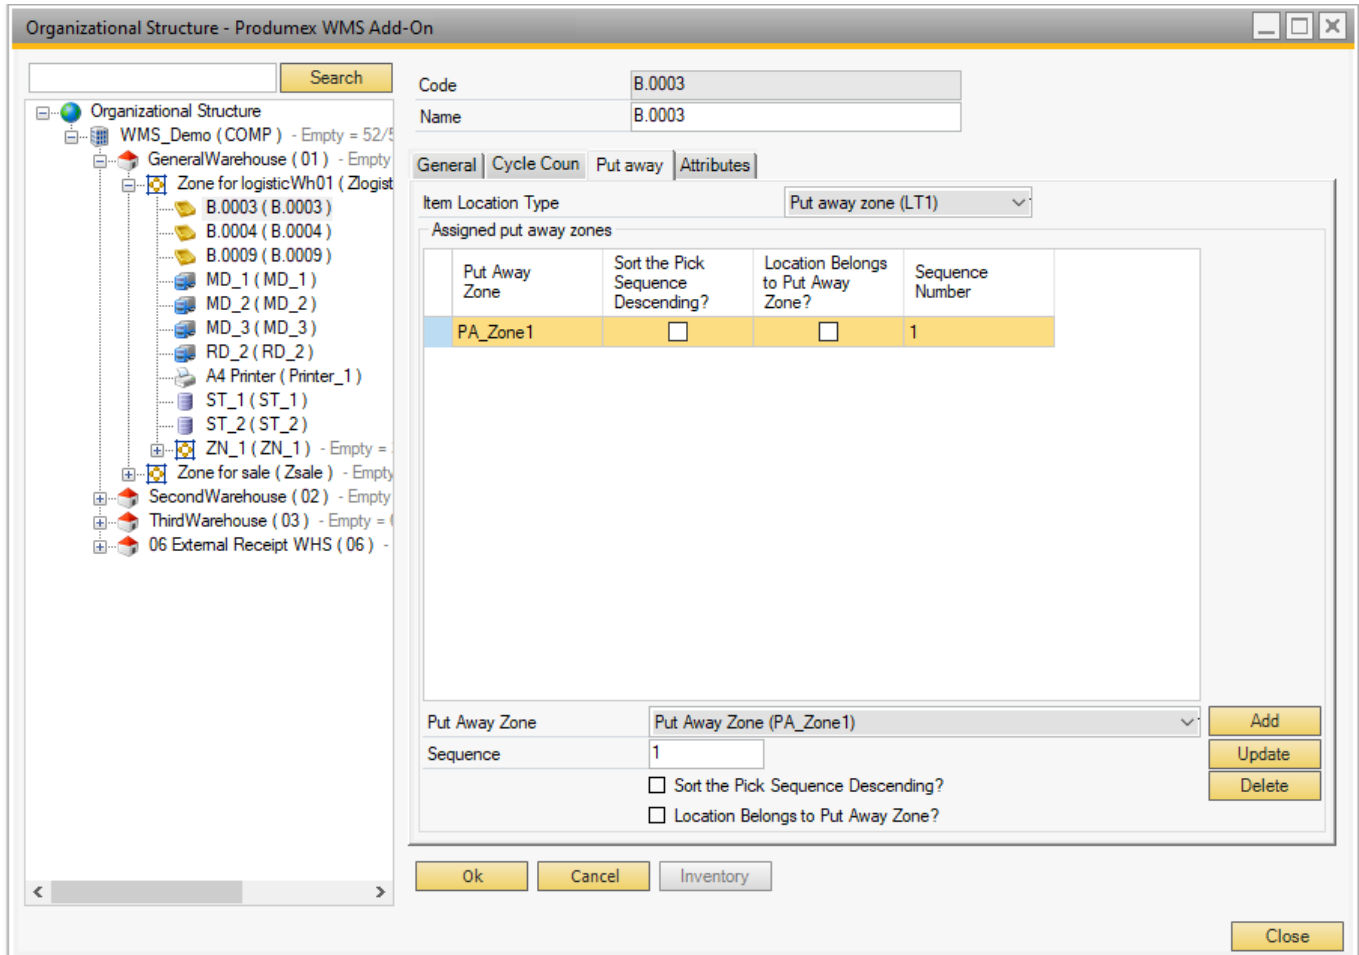 Organizational Structure - Produmex WMS Add-On
Search
Organizational Structure
WMS_Demo ( COMP ) - Empty = 52/5
GeneralWarehouse ( 01 ) - Empty
Zone for logisticWh01 ( Zlogist
B.0003 ( B.0003 )
B.0004 ( B.0004 )
B.0009 ( B.0009 )
MD_1 ( MD_1 )
MD_2 ( MD_2 )
MD_3 ( MD_3 )
RD_2 ( RD_2 )
A4 Printer ( Printer_1 )
ST_1 ( ST_1 )
ST_2 ( ST_2 )
ZN_1 ( ZN_1 ) - Empty =
Zone for sale ( Zsale ) - Empty
SecondWarehouse ( 02 ) - Empty
ThirdWarehouse ( 03 ) - Empty =
06 External Receipt WHS ( 06 ) -
Code B.0003
Name B.0003
General Cycle Coun Put away Attributes
Item Location Type Put away zone (LT1)
Assigned put away zones
Put Away
Zone
Sort the Pick
Sequence
Descending?
Location Belongs
to Put Away
Zone?
Sequence
Number
PA_Zone1 1
Put Away Zone Put Away Zone (PA_Zone1) Add
Sequence 1 Update
Sort the Pick Sequence Descending? Delete
Location Belongs to Put Away Zone?
Ok Cancel Inventory
Close